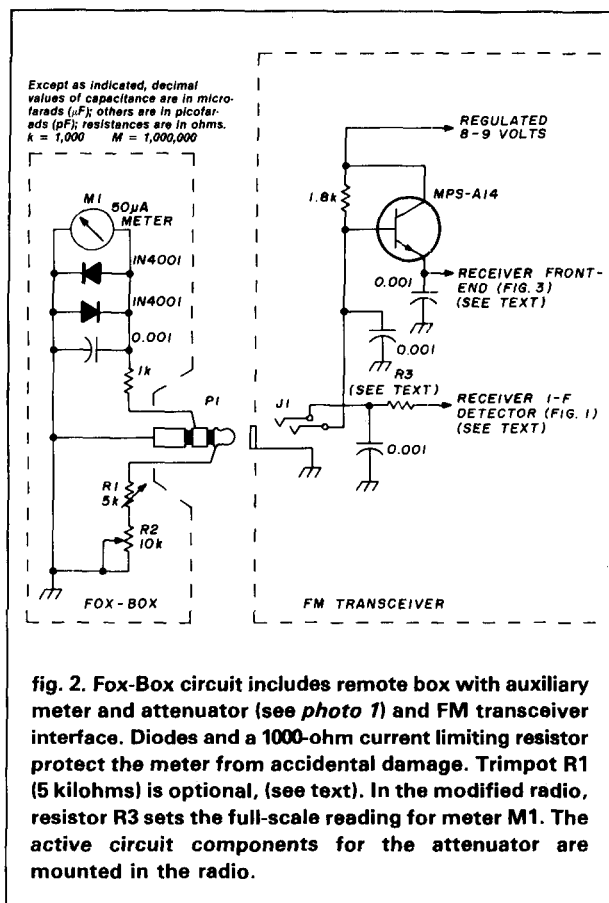 Except as indicated, decimal
values of capacitance are in micro-
farads (µF); others are in picofar-
ads (pF); resistances are in ohms.
k = 1,000 M = 1,000,000
M1
50µA
METER
1N4001
1N4001
0.001
1k
P1
R1
5k
R2
10k
FOX-BOX
REGULATED
8-9 VOLTS
1.8k
MPS-A14
0.001
RECEIVER FRONT-
END (FIG. 3)
(SEE TEXT)
0.001
R3
(SEE TEXT)
J1
RECEIVER I-F
DETECTOR (FIG. 1)
(SEE TEXT)
0.001
FM TRANSCEIVER
fig. 2. Fox-Box circuit includes remote box with auxiliary
meter and attenuator (see photo 1) and FM transceiver
interface. Diodes and a 1000-ohm current limiting resistor
protect the meter from accidental damage. Trimpot R1
(5 kilohms) is optional, (see text). In the modified radio,
resistor R3 sets the full-scale reading for meter M1. The
active circuit components for the attenuator are
mounted in the radio.